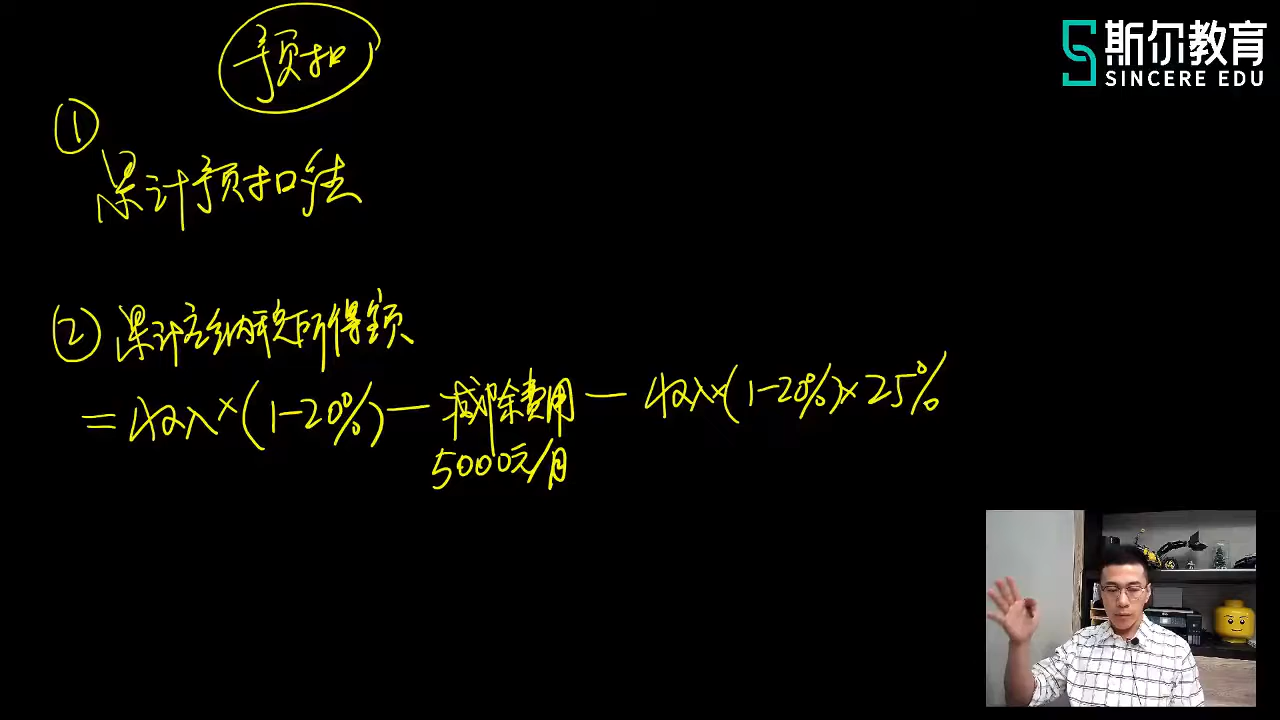 斯尔教育
SINCERE EDU
预扣
① 累计预扣法
② 累计应纳税所得额
= 收入×(1-20%) - 减除费用 - 收入×(1-20%)×25%
5000元/月